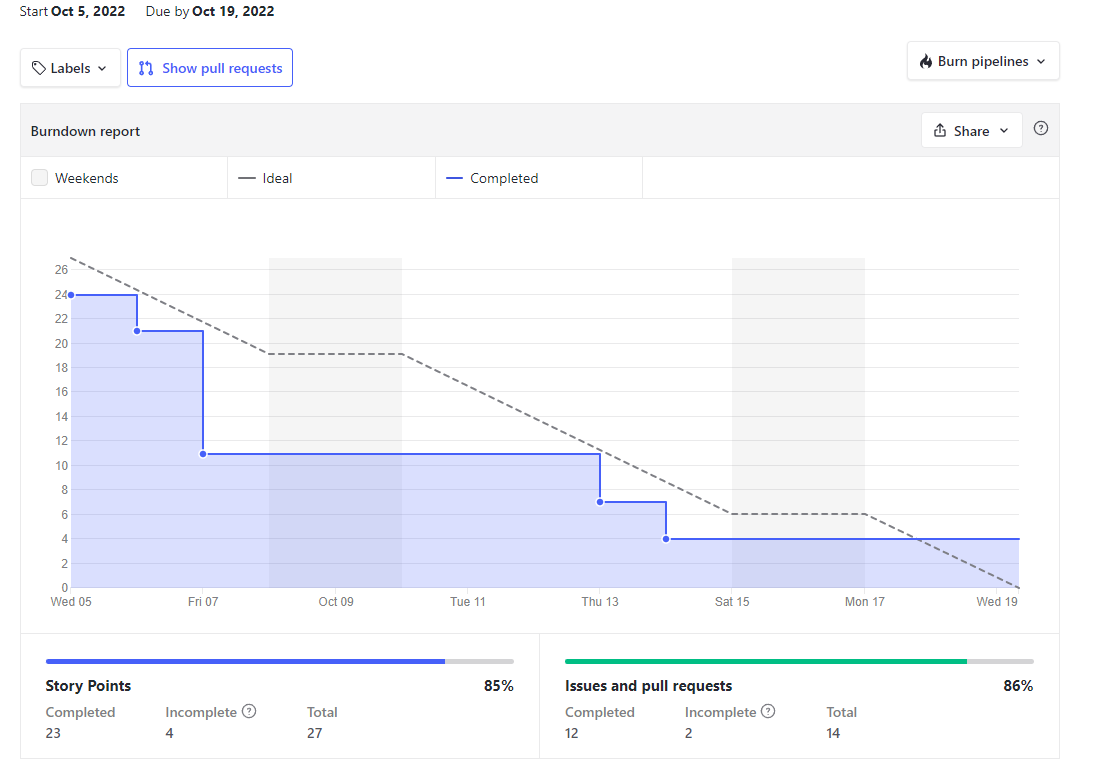 Start Oct 5, 2022 Due by Oct 19, 2022
Labels Show pull requests Burn pipelines
Burndown report Share ?
Weekends Ideal Completed
26
24
22
20
18
16
14
12
10
8
6
4
2
0
Wed 05 Fri 07 Oct 09 Tue 11 Thu 13 Sat 15 Mon 17 Wed 19
Story Points 85%
Completed Incomplete ? Total
23 4 27
Issues and pull requests 86%
Completed Incomplete ? Total
12 2 14